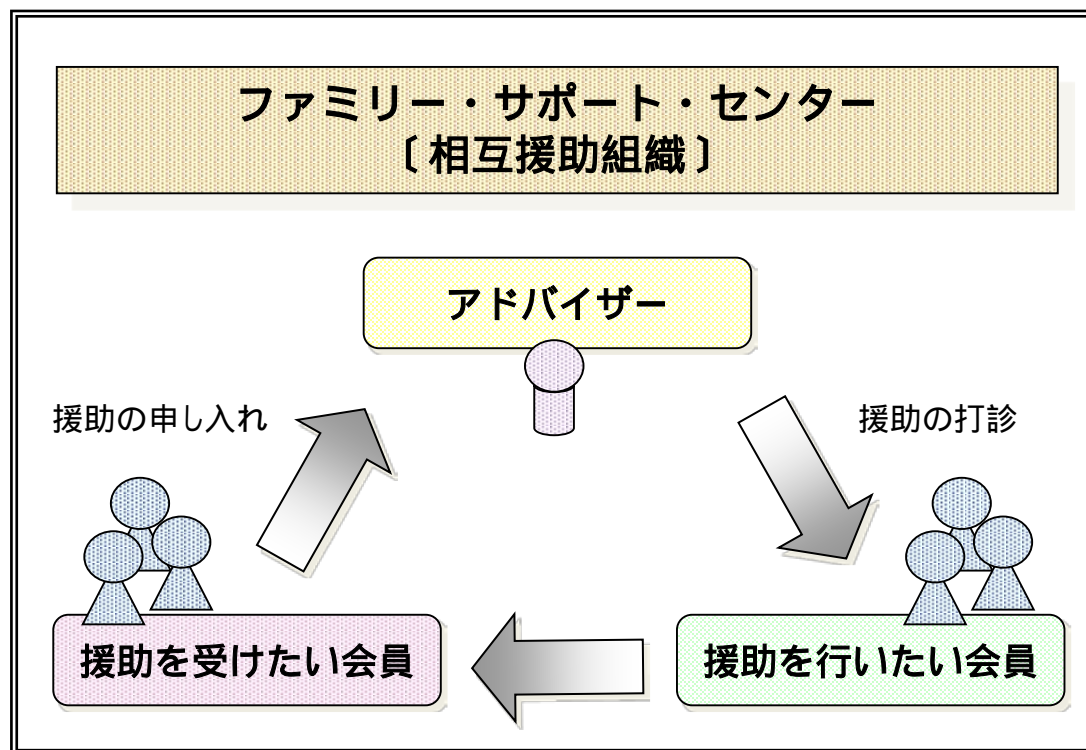 ファミリー・サポート・センター
〔相互援助組織〕
アドバイザー
援助の申し入れ
援助の打診
援助を受けたい会員
援助を行いたい会員